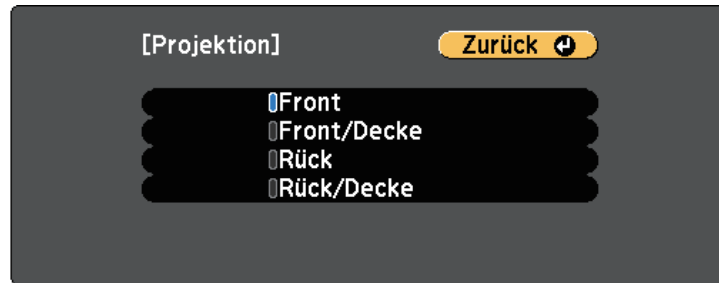 [Projektion] Zurück
Front
Front/Decke
Rück
Rück/Decke